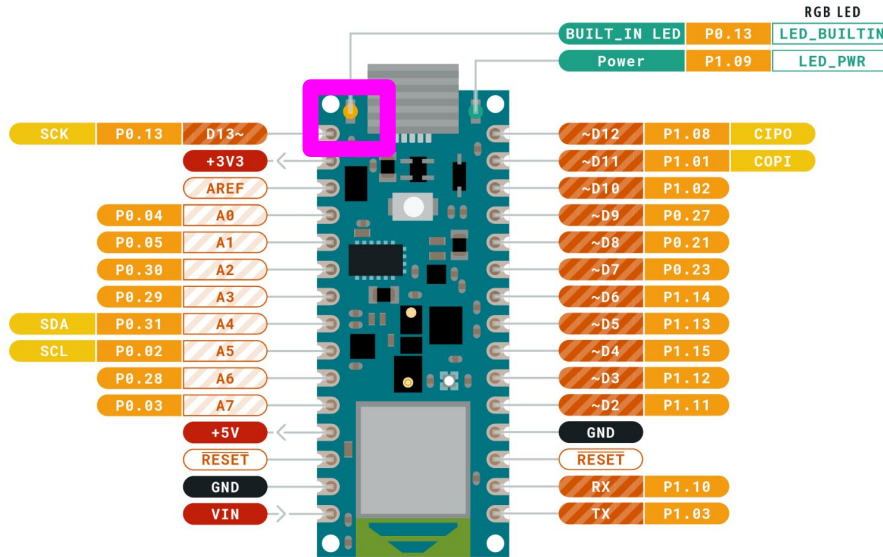 RGB LED
BUILT_IN LED P0.13 LED_BUILTIN
Power P1.09 LED_PWR
SCK P0.13 D13~ ~D12 P1.08 CIPO
+3V3 ~D11 P1.01 COPI
AREF ~D10 P1.02
P0.04 A0 ~D9 P0.27
P0.05 A1 ~D8 P0.21
P0.30 A2 ~D7 P0.23
P0.29 A3 ~D6 P1.14
SDA P0.31 A4 ~D5 P1.13
SCL P0.02 A5 ~D4 P1.15
P0.28 A6 ~D3 P1.12
P0.03 A7 ~D2 P1.11
+5V GND
RESET RESET
GND RX P1.10
VIN TX P1.03